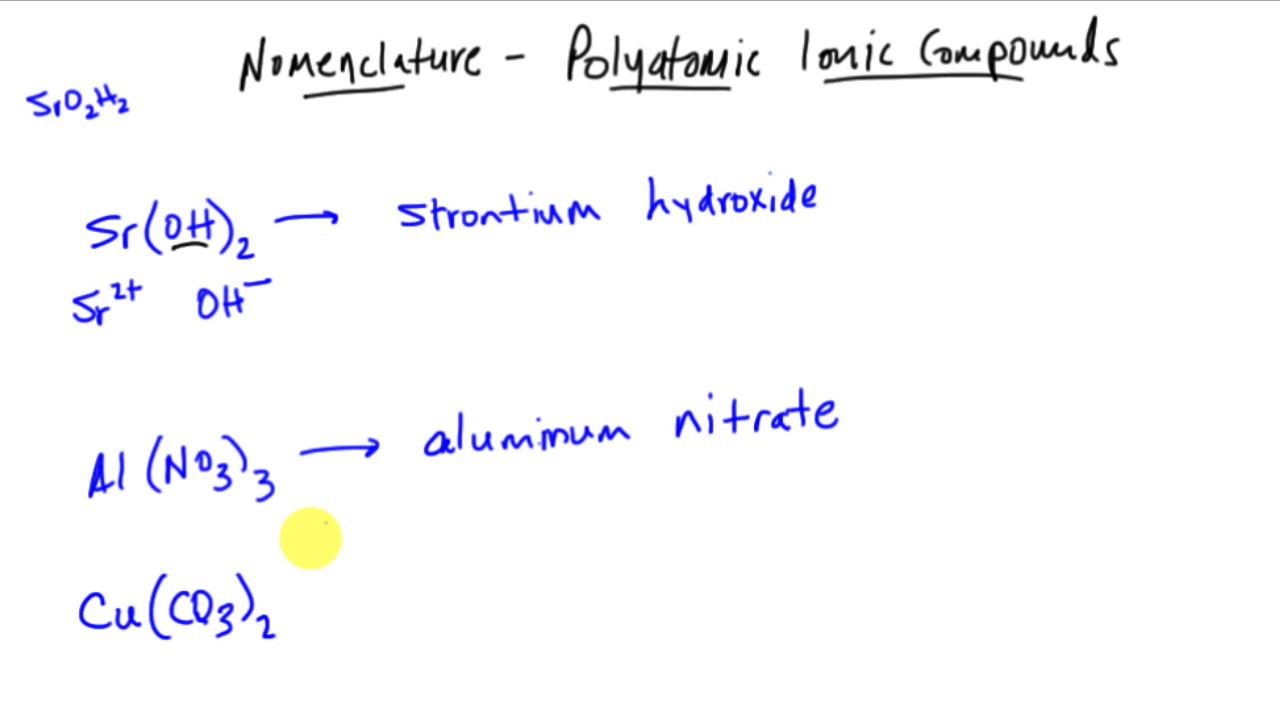 Nomenclature - Polyatomic Ionic Compounds
SrO₂H₂
Sr(OH)₂ → strontium hydroxide
Sr²⁺ OH⁻
Al(NO₃)₃ → aluminum nitrate
Cu(CO₃)₂